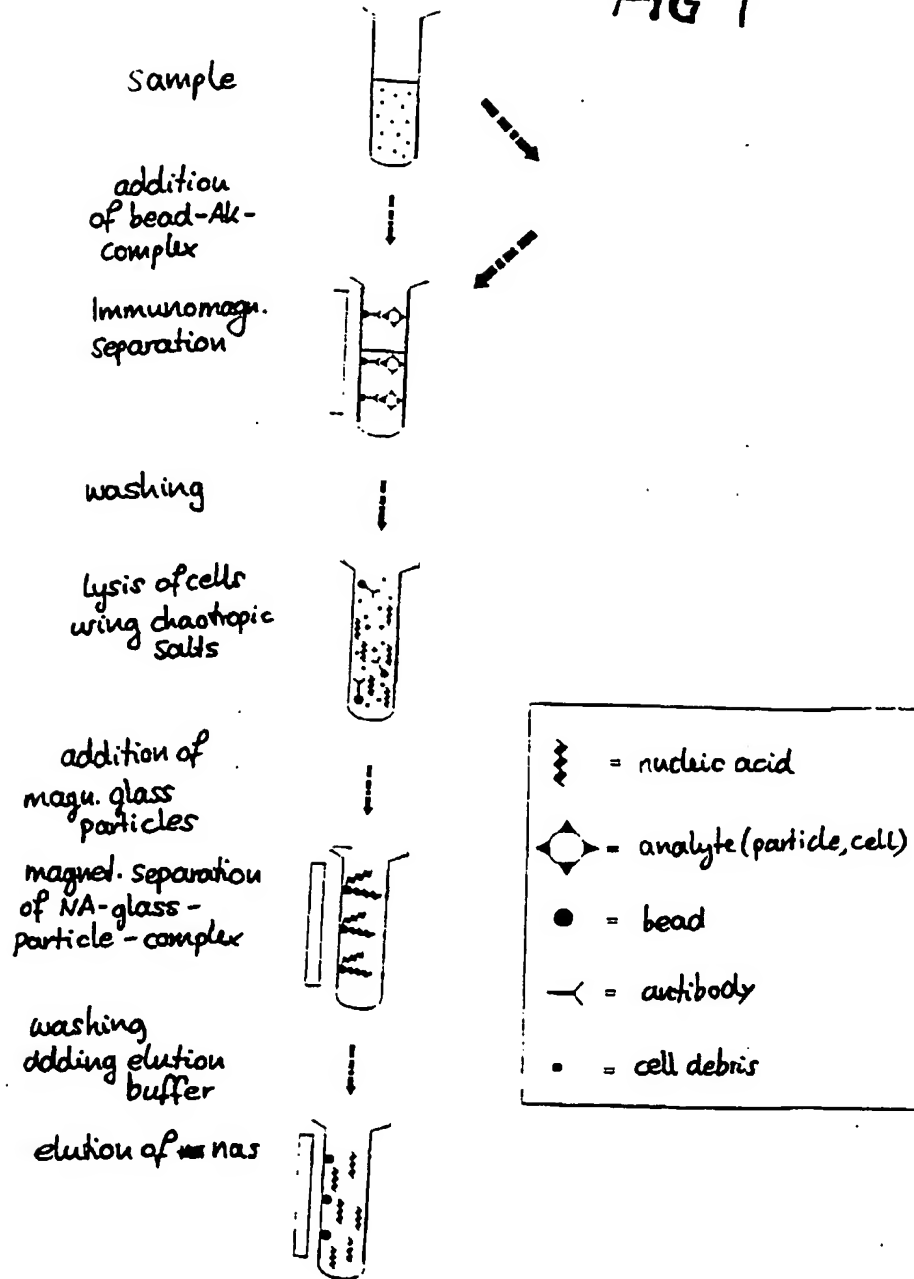 FIG 1
sample
addition
of bead-Ak-
complex
Immunomagn.
separation
washing
lysis of cells
wing chaotropic
salts
addition of
magn. glass
particles
magnet. separation
of NA-glass-
particle-complex
washing
adding elution
buffer
elution of nas
= nucleic acid
= analyte (particle, cell)
= bead
= antibody
= cell debris